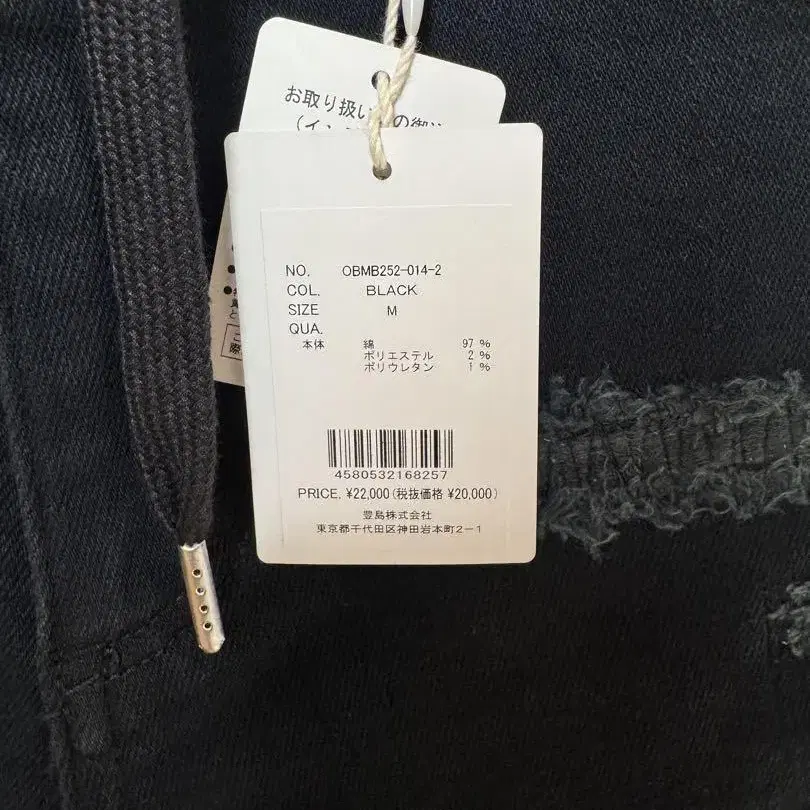 お取り扱い の御
NO. OBMB252-014-2
COL. BLACK
SIZE M
QUA.
本体 綿 97 %
ポリエステル 2 %
ポリウレタン 1 %
4580532168257
PRICE. ¥22,000(税抜価格 ¥20,000)
豊島株式会社
東京都千代田区神田岩本町2-1